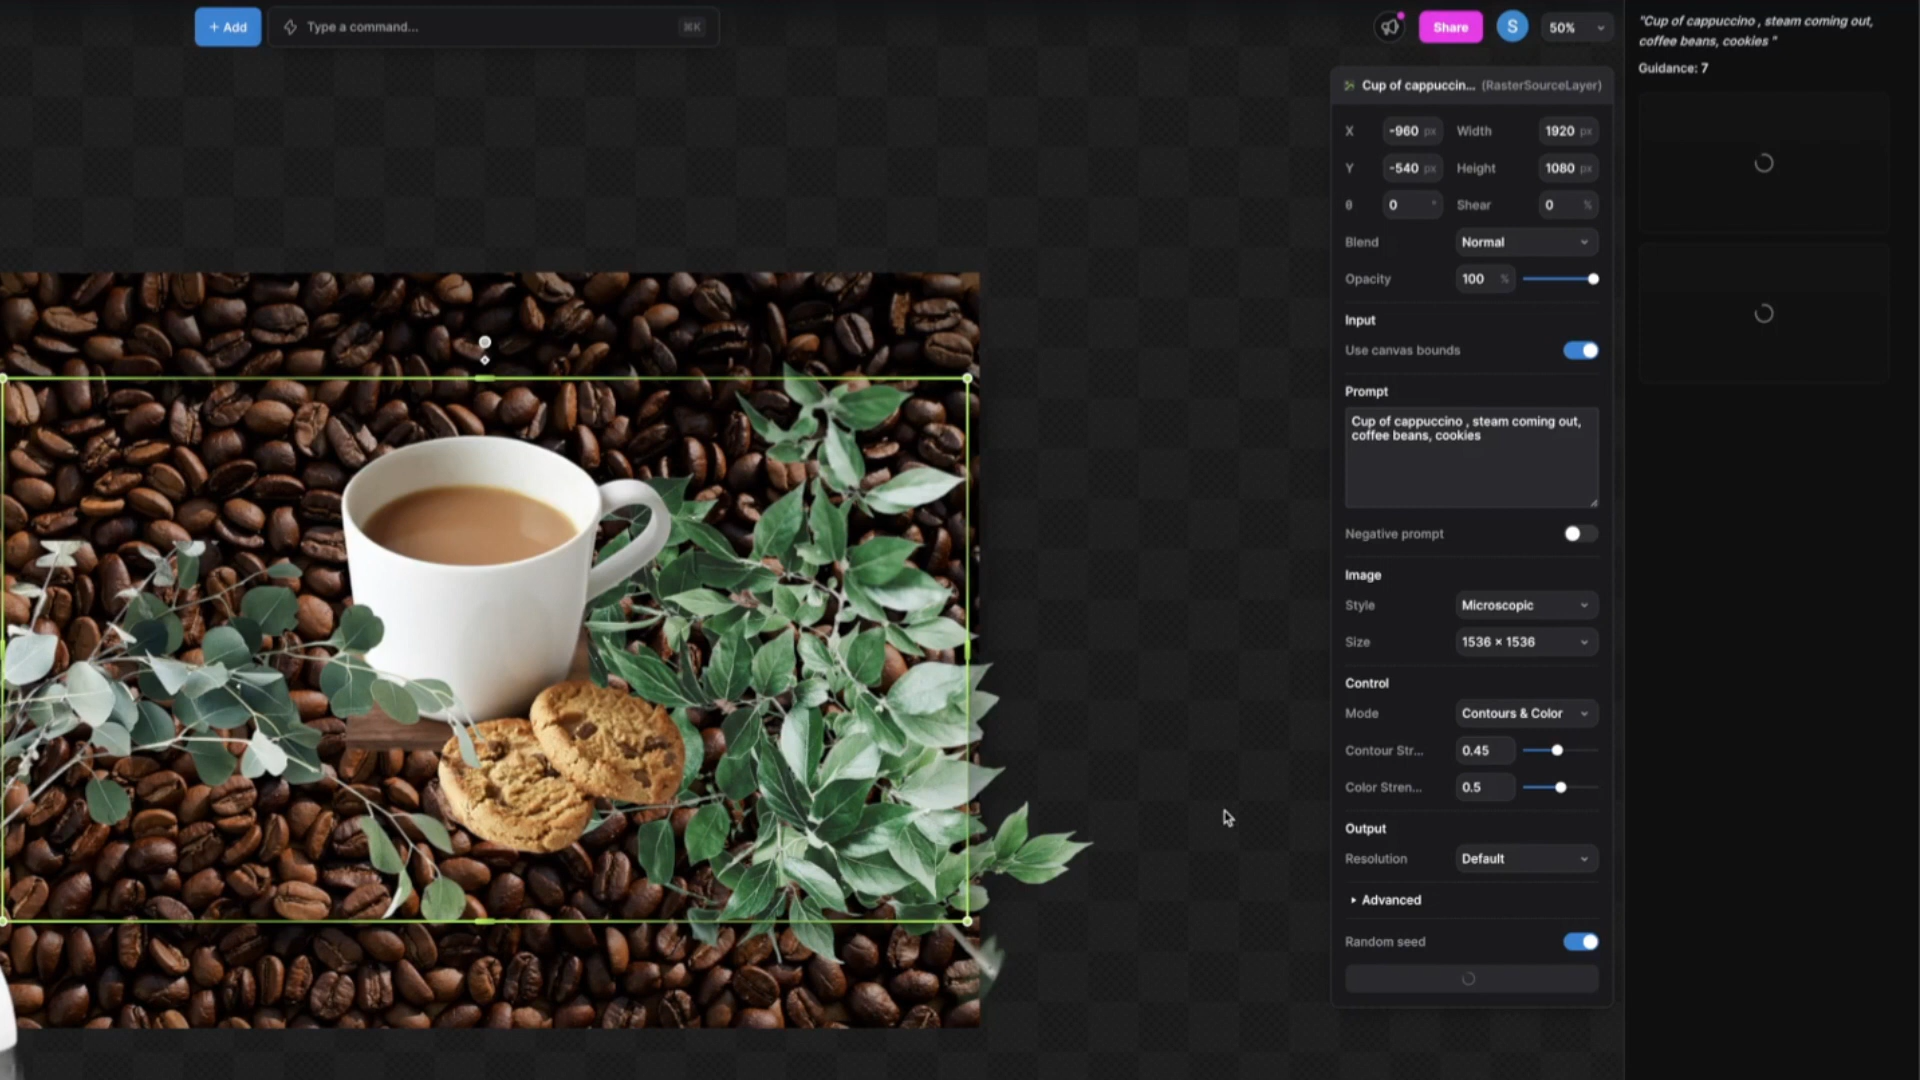 + Add
Type a command...
⌘K
Share
S
50%
"Cup of cappuccino , steam coming out,
coffee beans, cookies "
Guidance: 7
Cup of cappuccin... (RasterSourceLayer)
X -960 px Width 1920 px
Y -540 px Height 1080 px
θ 0 ° Shear 0 %
Blend Normal
Opacity 100 %
Input
Use canvas bounds
Prompt
Cup of cappuccino , steam coming out,
coffee beans, cookies
Negative prompt
Image
Style Microscopic
Size 1536 × 1536
Control
Mode Contours & Color
Contour Str... 0.45
Color Stren... 0.5
Output
Resolution Default
Advanced
Random seed